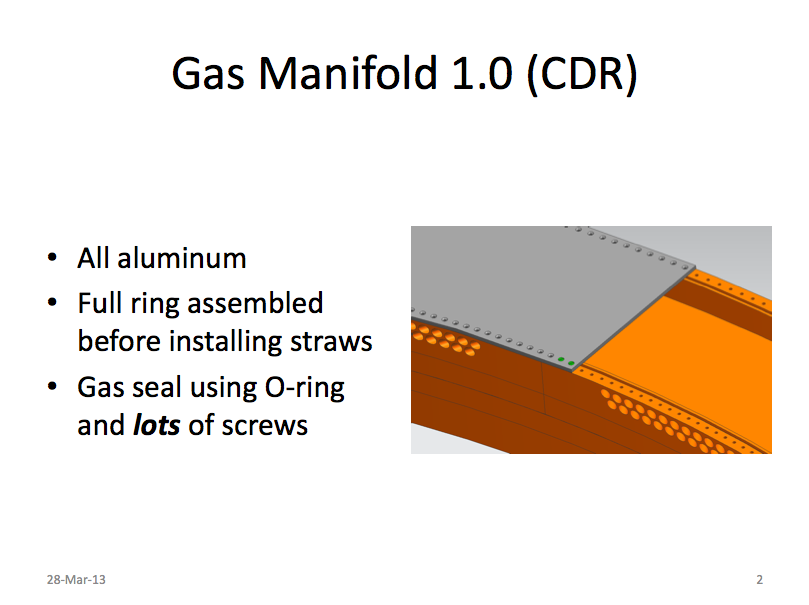 Gas Manifold 1.0 (CDR)
• All aluminum
• Full ring assembled
before installing straws
• Gas seal using O-ring
and lots of screws
28-Mar-13
2